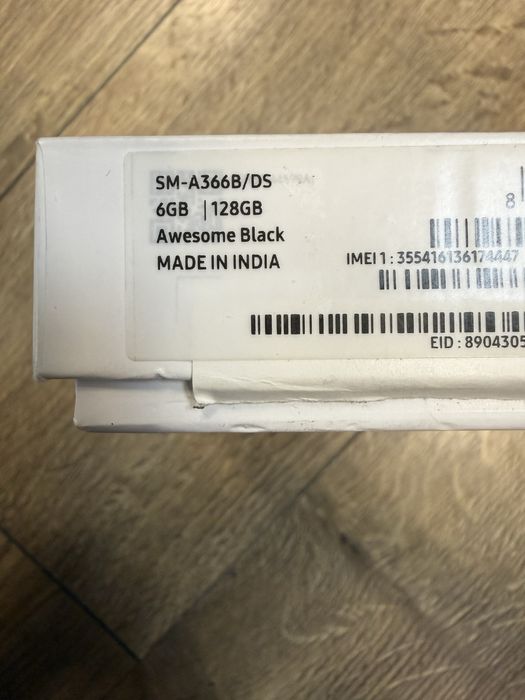 SM-A366B/DS
6GB | 128GB
Awesome Black
MADE IN INDIA
8
IMEI 1 : 355416136174447
EID : 8904305